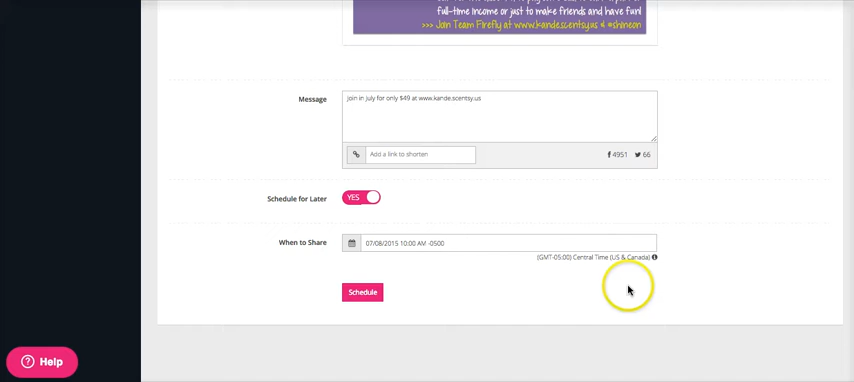 full-time income or just to make friends and have fun!
>>> Join Team Firefly at www.kandescentsy.us #shineon
Message
Join in July for only $49 at www.kande.scentsy.us
Add a link to shorten
4951 66
Schedule for Later
YES
When to Share
07/08/2015 10:00 AM -0500
(GMT-05:00) Central Time (US & Canada)
Schedule
Help